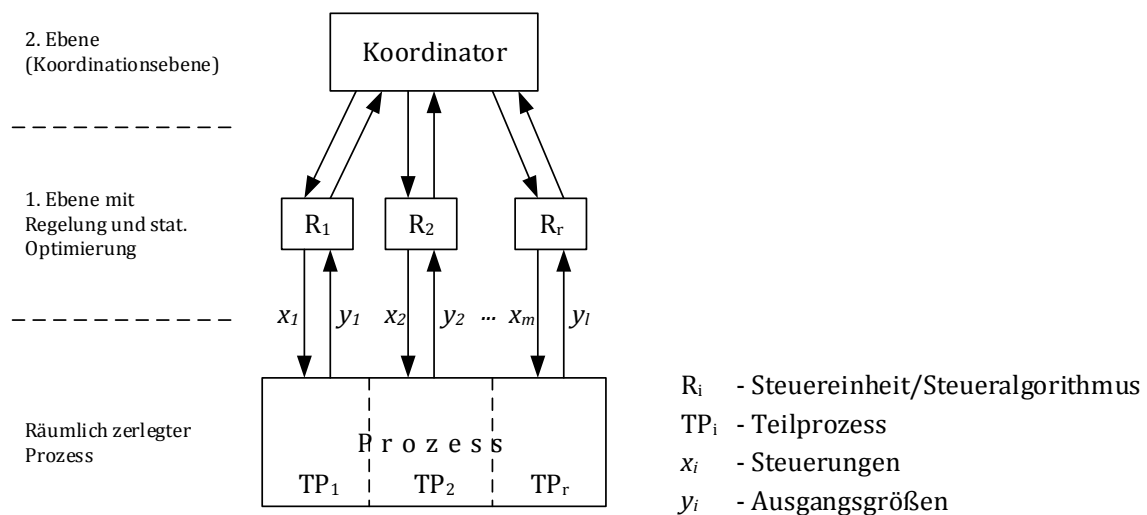 2. Ebene
(Koordinationsebene)
Koordinator
1. Ebene mit
Regelung und stat.
Optimierung
R₁ R₂ Rᵣ
x₁ y₁ x₂ y₂ ... xₘ yₗ
Räumlich zerlegter
Prozess
Prozess
TP₁ TP₂ TPᵣ
Rᵢ - Steuereinheit/Steueralgorithmus
TPᵢ - Teilprozess
xᵢ - Steuerungen
yᵢ - Ausgangsgrößen